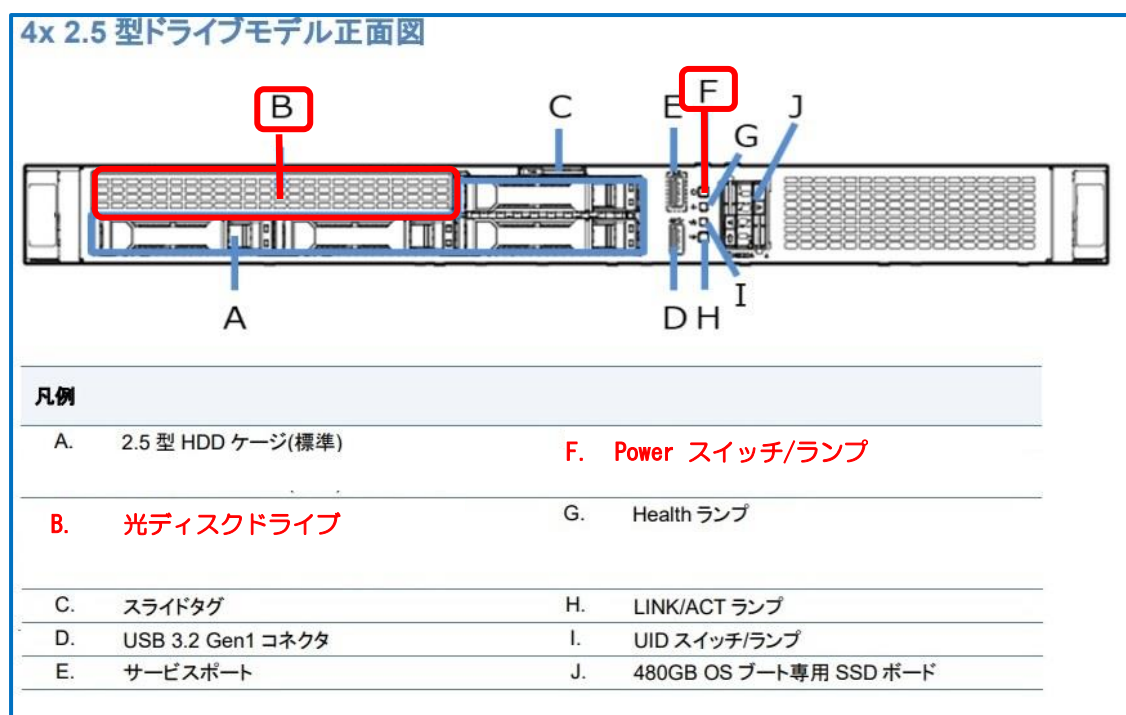 4x 2.5 型ドライブモデル正面図
B
C
E
F
J
G
A
D
H
I
凡例
A. 2.5 型 HDD ケージ(標準)
F. Power スイッチ/ランプ
B. 光ディスクドライブ
G. Health ランプ
C. スライドタグ
H. LINK/ACT ランプ
D. USB 3.2 Gen1 コネクタ
I. UID スイッチ/ランプ
E. サービスポート
J. 480GB OS ブート専用 SSD ボード